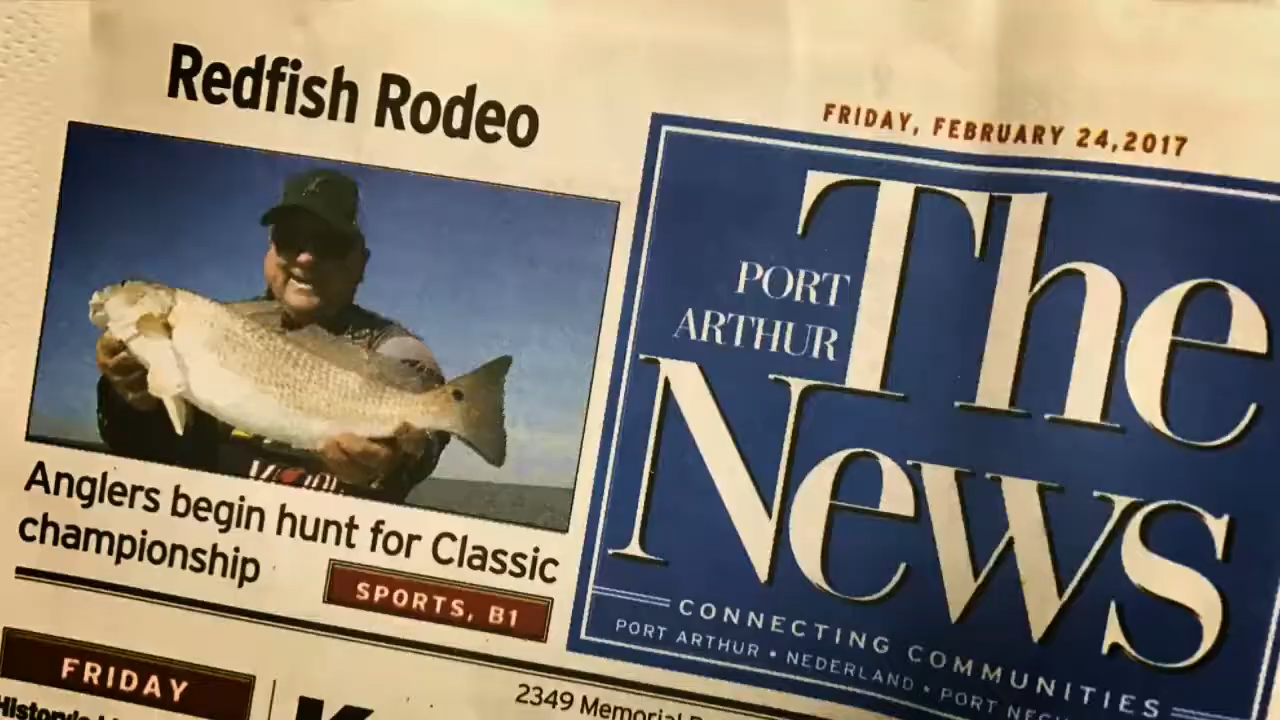 Redfish Rodeo
Anglers begin hunt for Classic
championship
SPORTS, B1
FRIDAY, FEBRUARY 24, 2017
The
PORT
ARTHUR
News
CONNECTING COMMUNITIES
PORT ARTHUR • NEDERLAND • PORT
FRIDAY
2349 Memorial